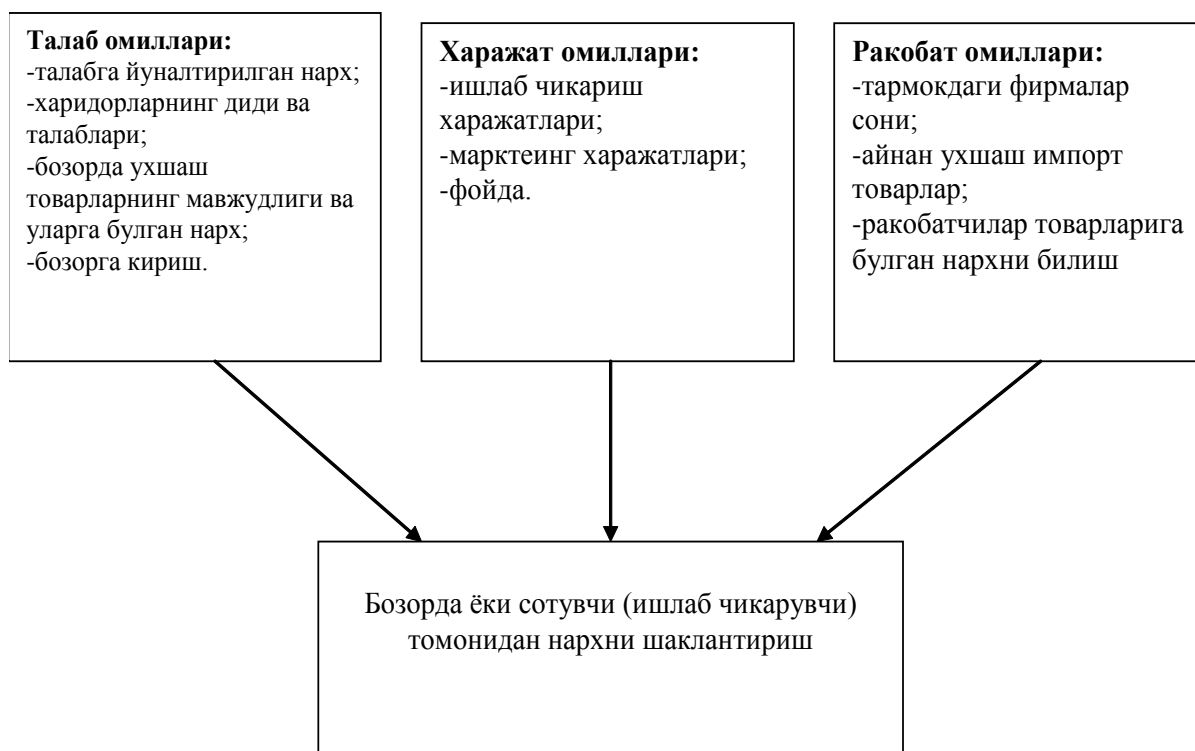 Талаб омиллари:
-талабга йуналтирилган нарх;
-харидорларнинг диди ва
талаблари;
-бозорда ухшаш
товарларнинг мавжудлиги ва
уларга булган нарх;
-бозорга кириш.
Харажат омиллари:
-ишлаб чикариш
харажатлари;
-марктеинг харажатлари;
-фойда.
Ракобат омиллари:
-тармокдаги фирмалар
сони;
-айнан ухшаш импорт
товарлар;
-ракобатчилар товарларига
булган нархни билиш
Бозорда ёки сотувчи (ишлаб чикарувчи)
томонидан нархни шаклантириш